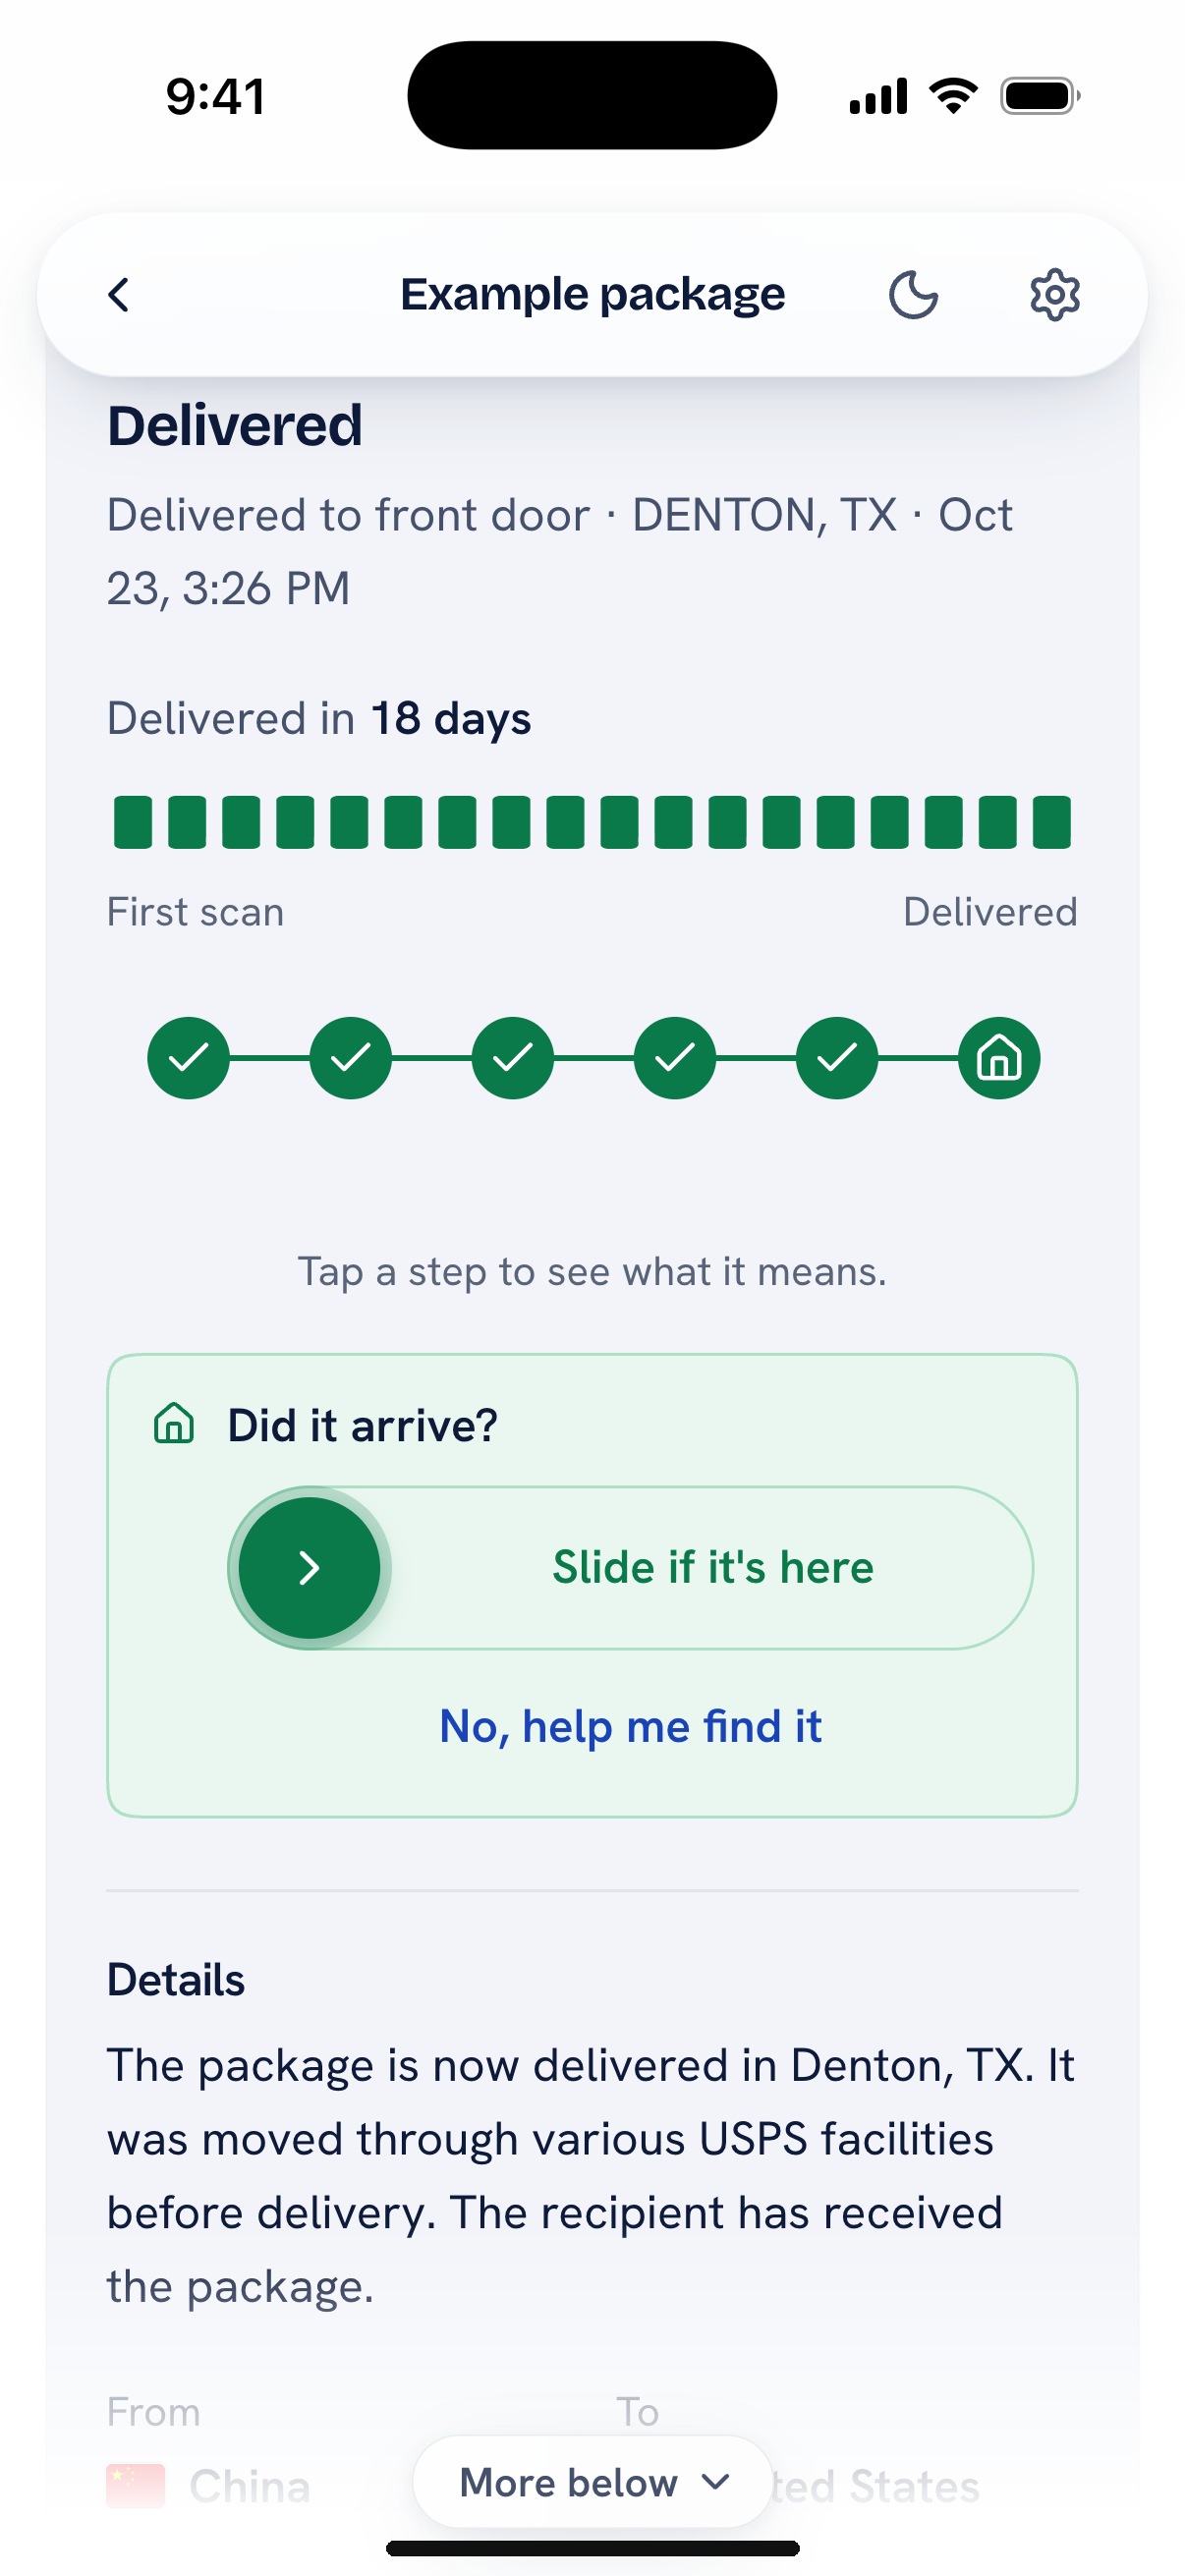 9:41
Example package
Delivered
Delivered to front door · DENTON, TX · Oct
23, 3:26 PM
Delivered in 18 days
First scan
Delivered
Tap a step to see what it means.
Did it arrive?
Slide if it's here
No, help me find it
Details
The package is now delivered in Denton, TX. It
was moved through various USPS facilities
before delivery. The recipient has received
the package.
From
To
China
ted States
More below